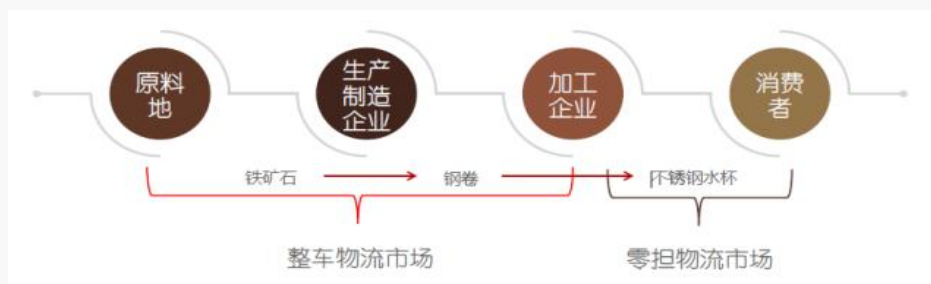 原料
地
生产
制造
企业
加工
企业
消费
者
铁矿石
钢卷
不锈钢水杯
整车物流市场
零担物流市场